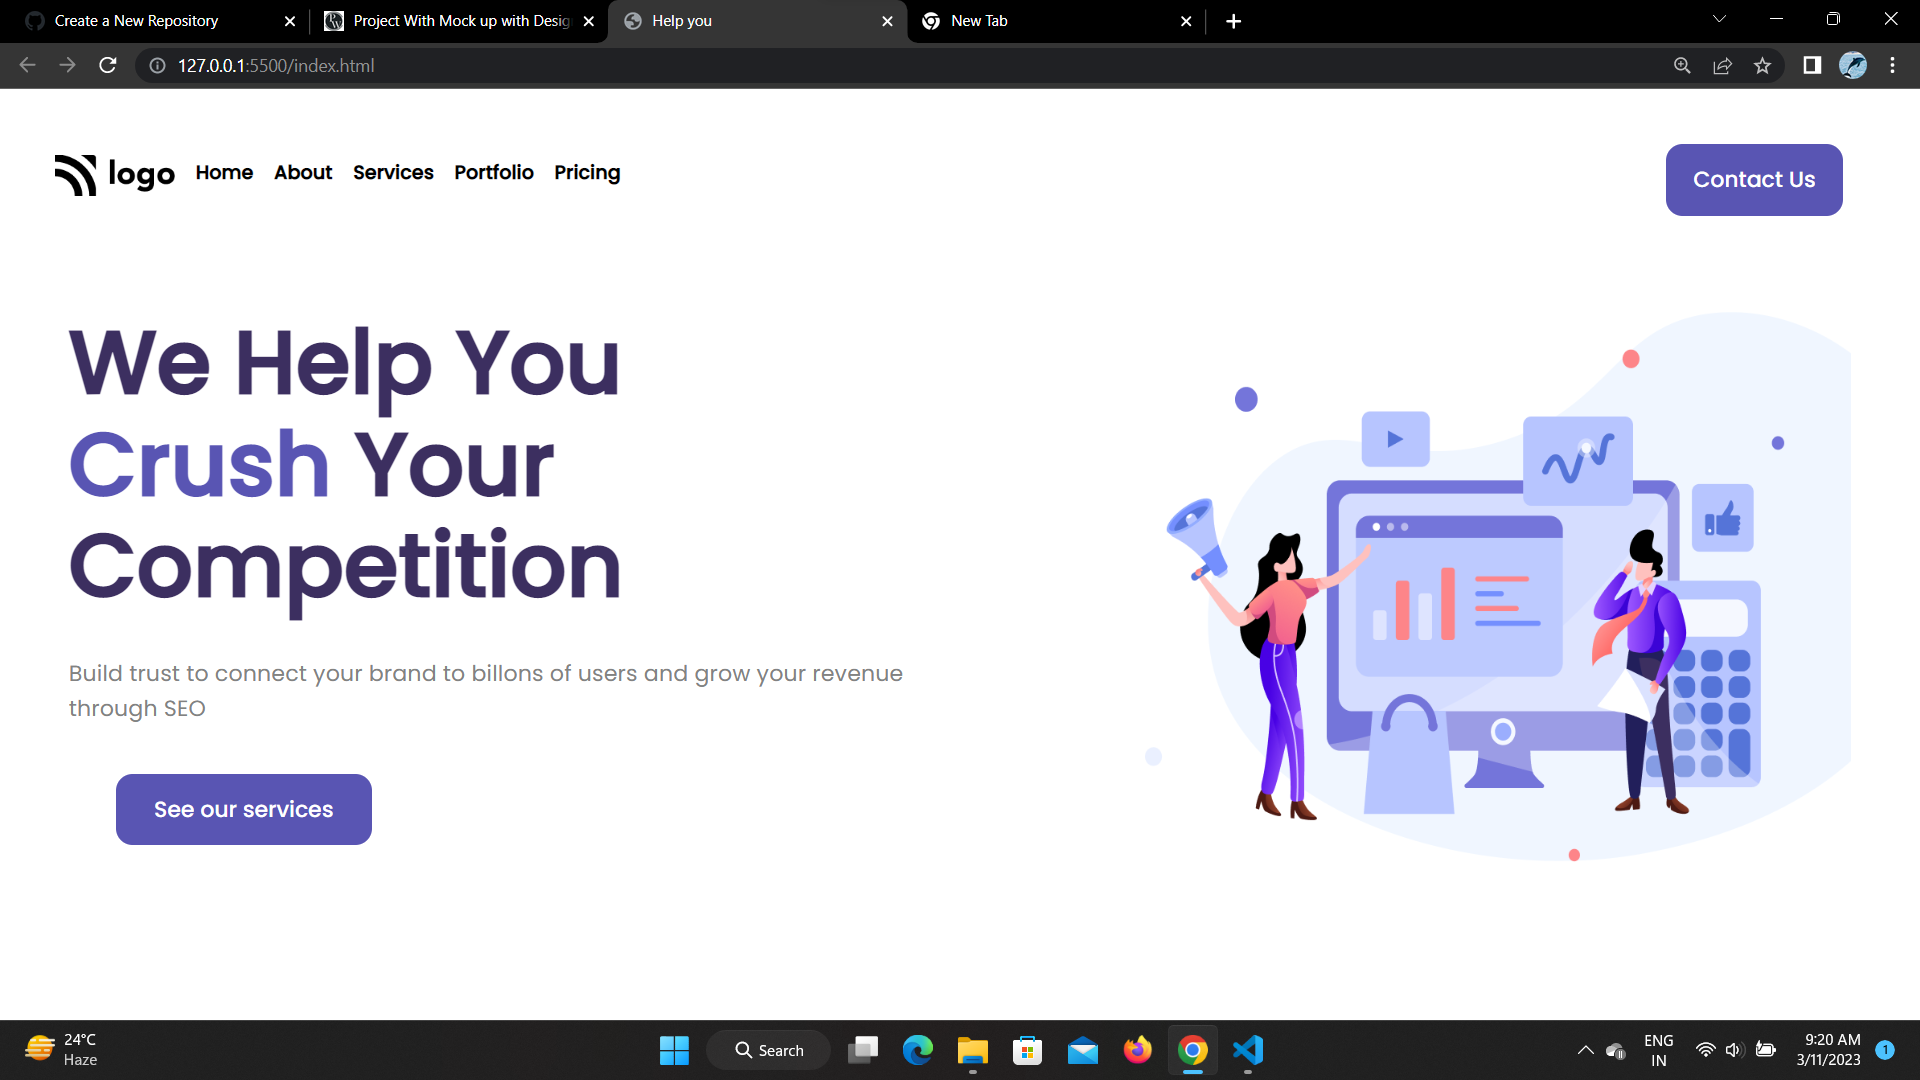 Create a New Repository
Project With Mock up with Desig
Help you
New Tab
127.0.0.1:5500/index.html
logo
Home About Services Portfolio Pricing
Contact Us
We Help You
Crush Your
Competition
Build trust to connect your brand to billons of users and grow your revenue
through SEO
See our services
24°C
Haze
Search
ENG
IN
9:20 AM
3/11/2023
1